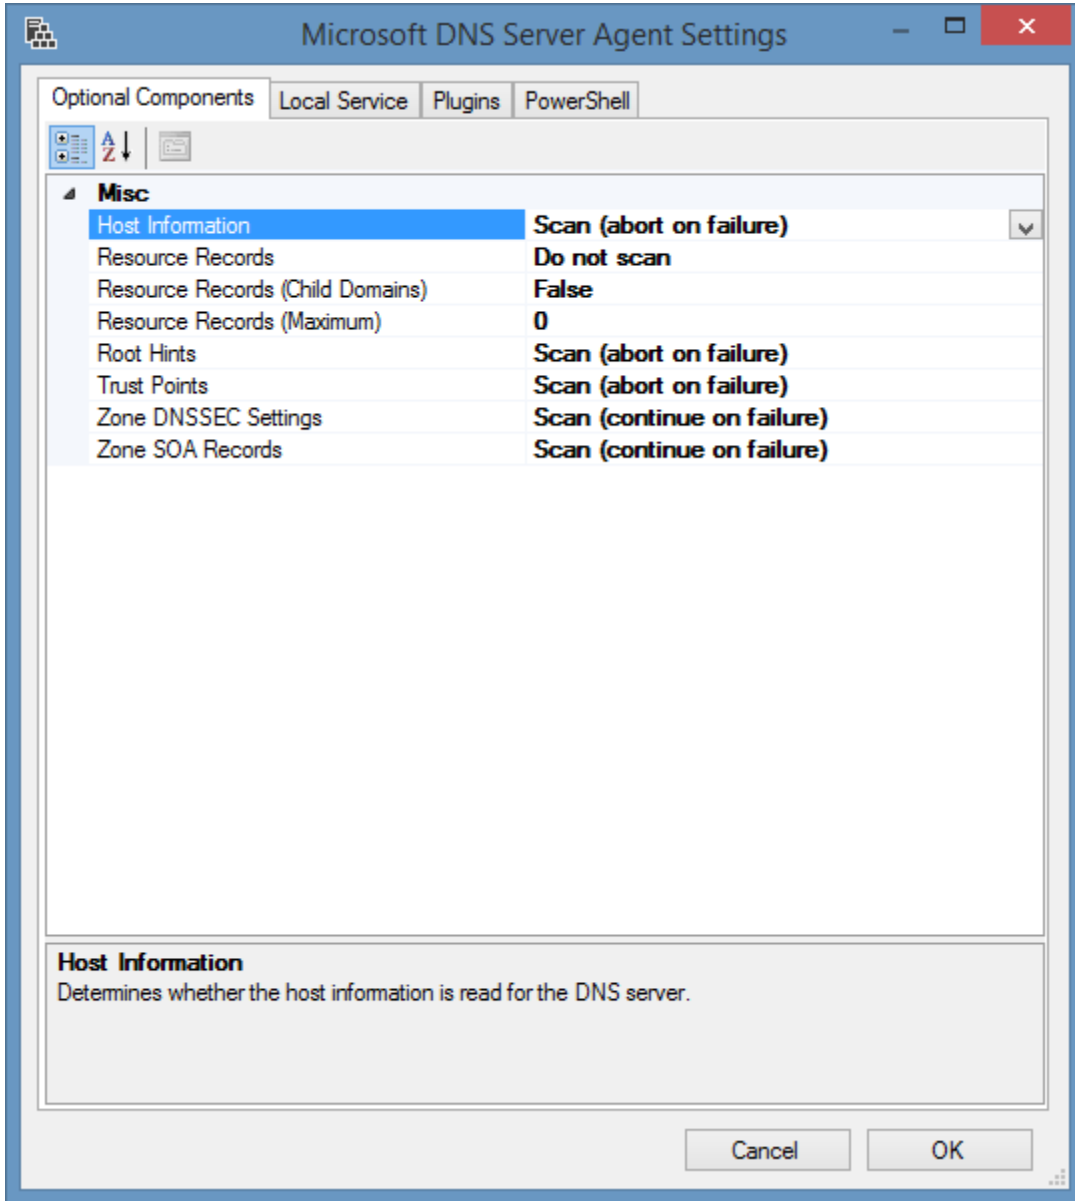 Microsoft DNS Server Agent Settings
Optional Components Local Service Plugins PowerShell
Misc
Host Information Scan (abort on failure)
Resource Records Do not scan
Resource Records (Child Domains) False
Resource Records (Maximum) 0
Root Hints Scan (abort on failure)
Trust Points Scan (abort on failure)
Zone DNSSEC Settings Scan (continue on failure)
Zone SOA Records Scan (continue on failure)
Host Information
Determines whether the host information is read for the DNS server.
Cancel OK